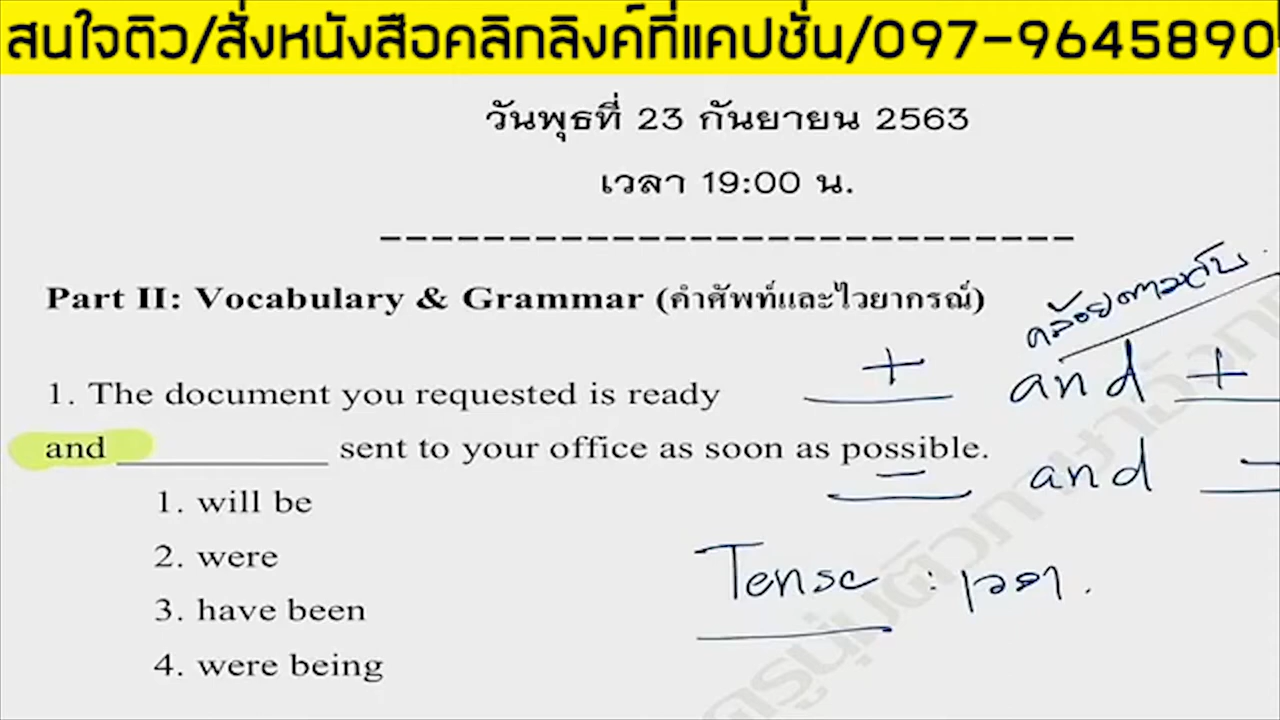 สนใจติว/สั่งหนังสือคลิกลิงค์ที่แคปชั่น/097-9645890
วันพุธที่ 23 กันยายน 2563
เวลา 19:00 น.
---------------------------
Part II: Vocabulary & Grammar (คำศัพท์และไวยากรณ์)
คล้อยตามกับ
+ and +
1. The document you requested is ready
and ____________ sent to your office as soon as possible.
- and -
1. will be
2. were
Tense : เวลา.
3. have been
4. were being